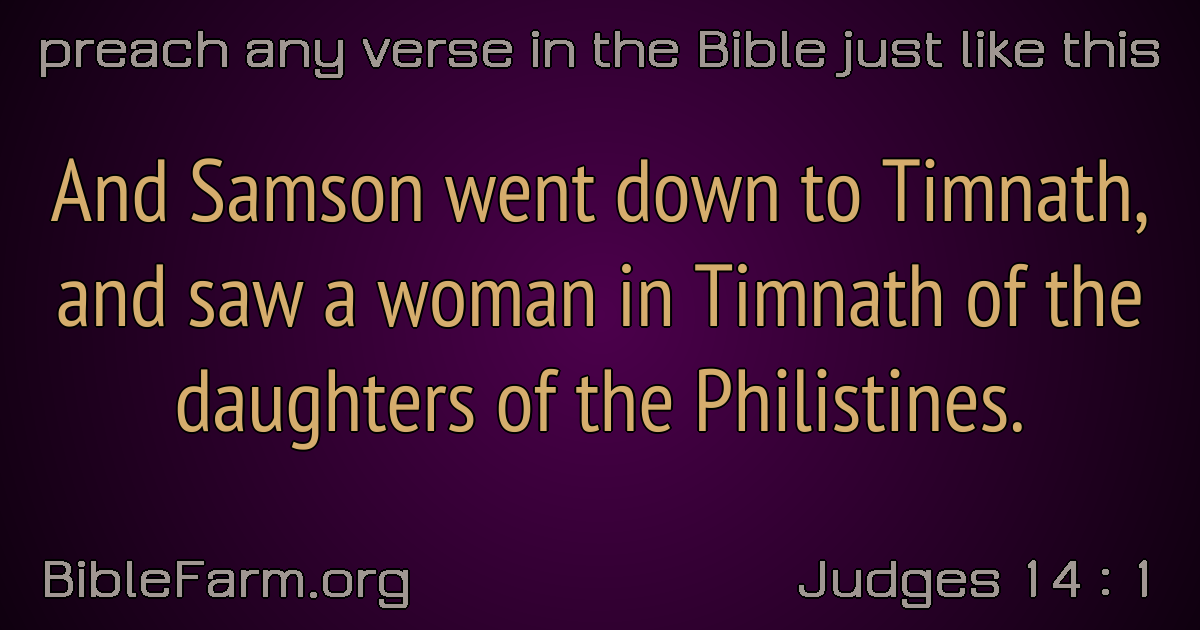 preach any verse in the Bible just like this
And Samson went down to Timnath,
and saw a woman in Timnath of the
daughters of the Philistines.
BibleFarm.org
Judges 14 : 1